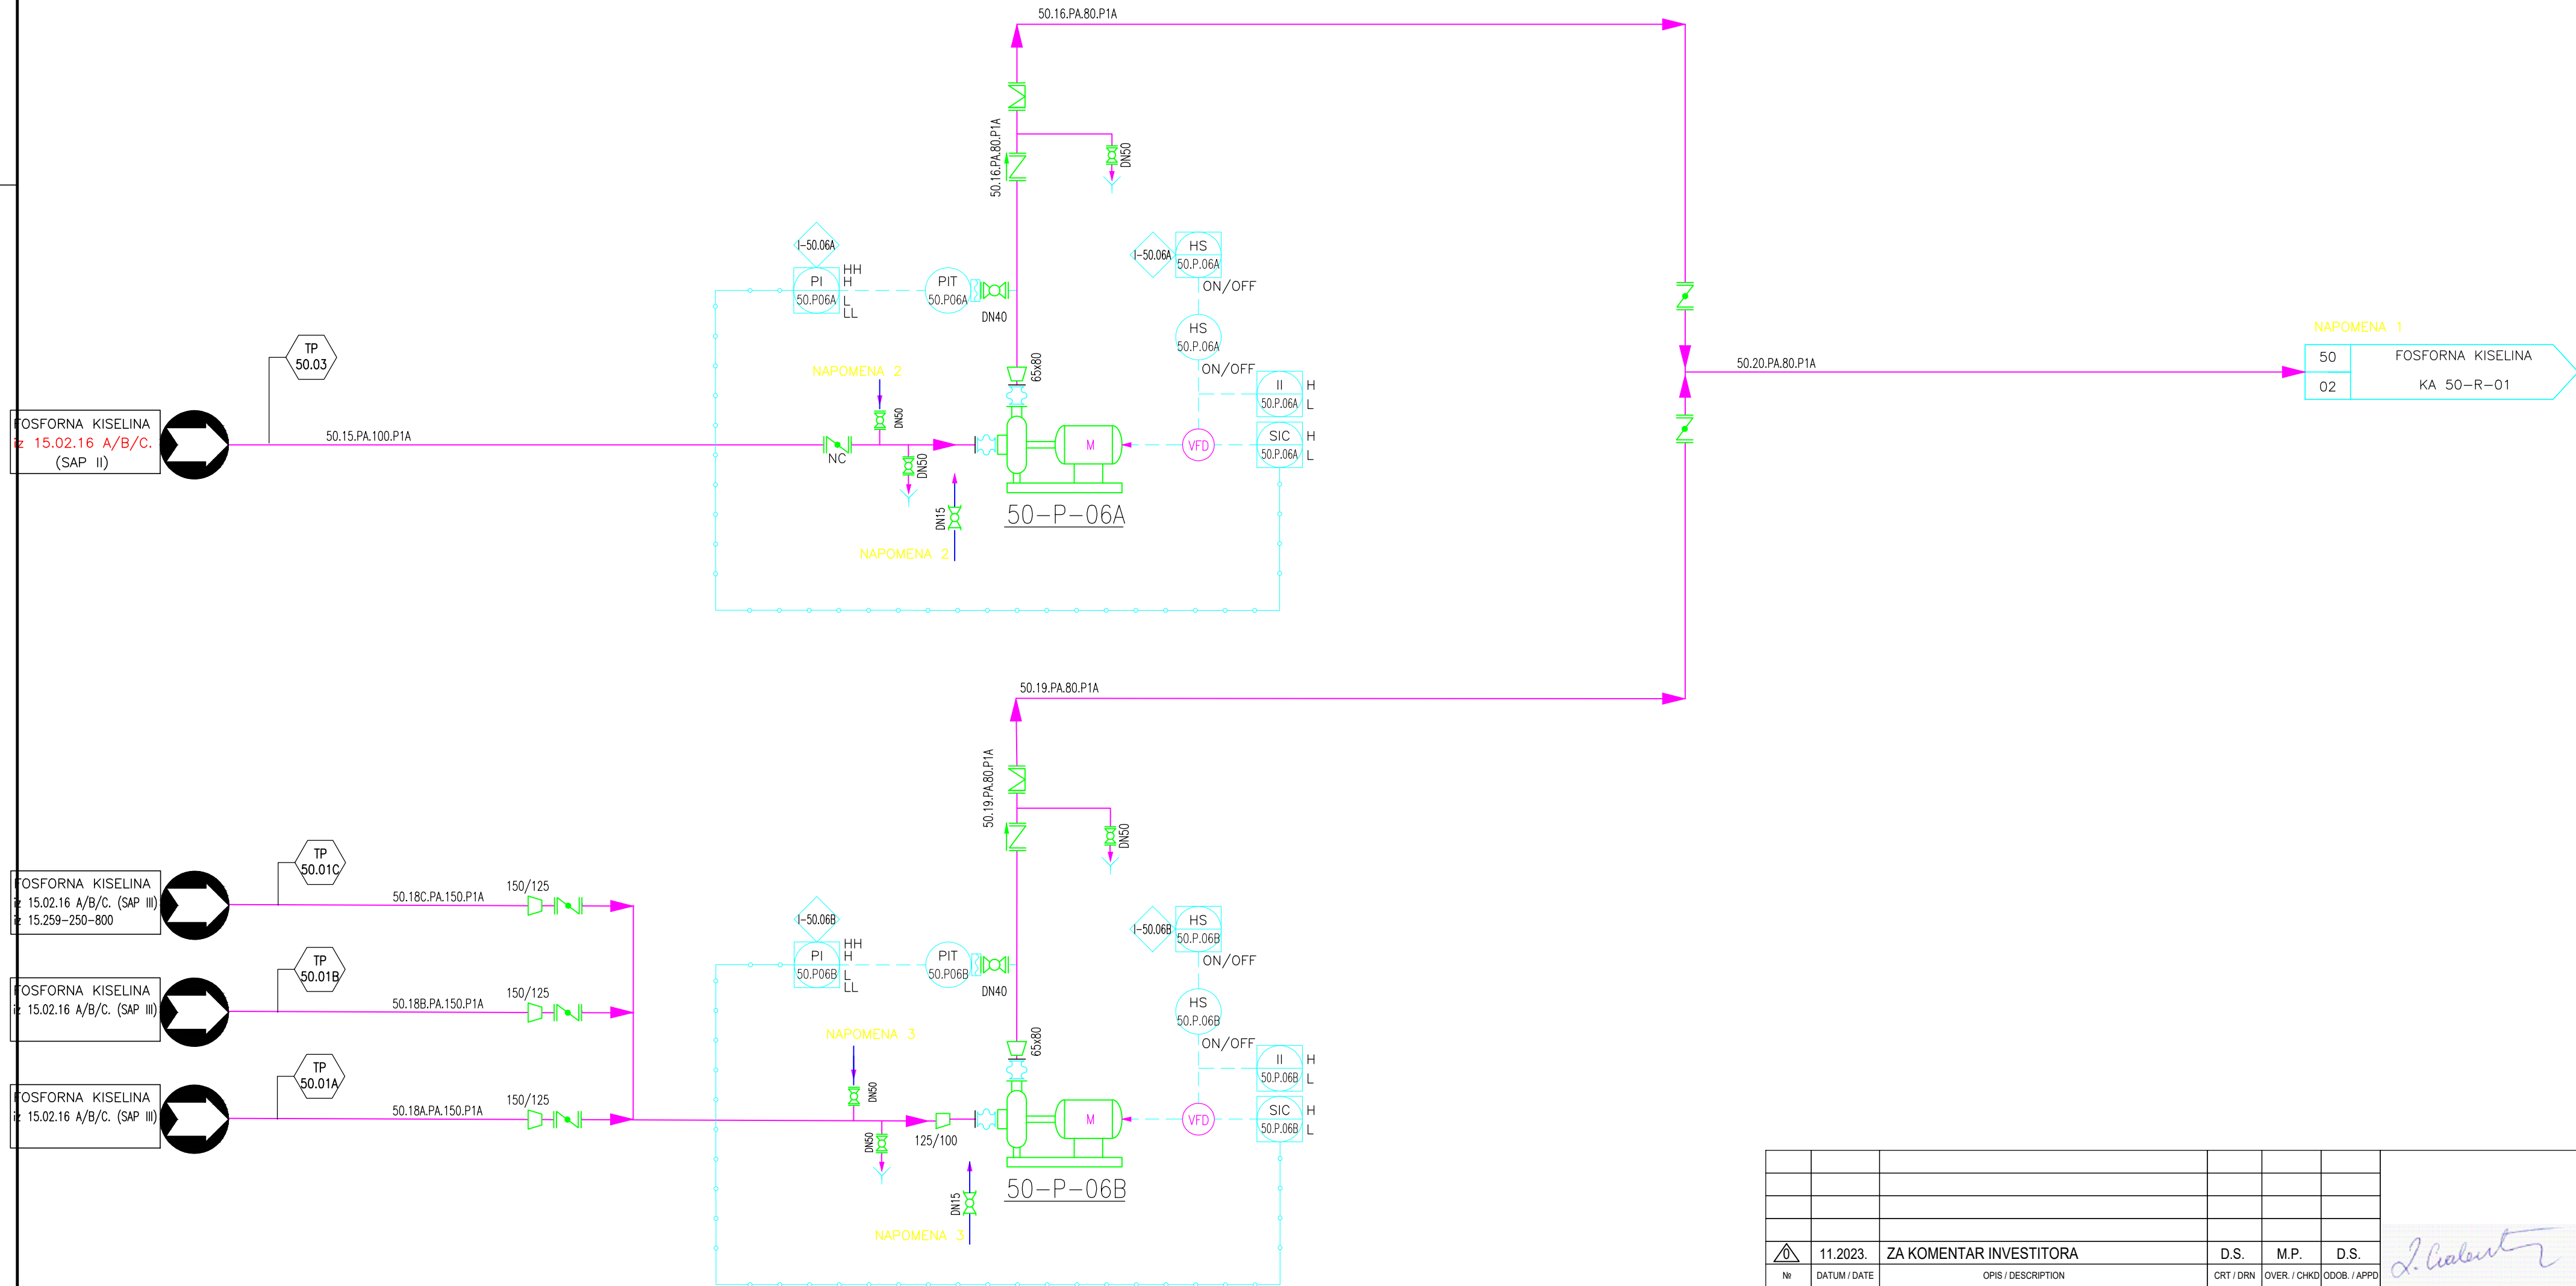 50.16.PA.80.P1A
50.16.PA.80.P1A
DN50
I-50.06A
PI
50.P06A
HH
H
L
LL
PIT
50.P06A
DN40
I-50.06A
HS
50.P.06A
ON/OFF
HS
50.P.06A
ON/OFF
II
50.P.06A
H
L
SIC
50.P.06A
H
L
VFD
M
65x80
TP
50.03
FOSFORNA KISELINA
iz 15.02.16 A/B/C.
(SAP II)
50.15.PA.100.P1A
NC
NAPOMENA 2
DN50
DN50
DN15
NAPOMENA 2
50-P-06A
50.20.PA.80.P1A
NAPOMENA 1
50
02
FOSFORNA KISELINA
KA 50-R-01
50.19.PA.80.P1A
50.19.PA.80.P1A
DN50
TP
50.01C
FOSFORNA KISELINA
iz 15.02.16 A/B/C. (SAP III)
iz 15.259-250-800
50.18C.PA.150.P1A
150/125
TP
50.01B
FOSFORNA KISELINA
iz 15.02.16 A/B/C. (SAP III)
50.18B.PA.150.P1A
150/125
TP
50.01A
FOSFORNA KISELINA
iz 15.02.16 A/B/C. (SAP III)
50.18A.PA.150.P1A
150/125
I-50.06B
PI
50.P06B
HH
H
L
LL
PIT
50.P06B
DN40
I-50.06B
HS
50.P.06B
ON/OFF
HS
50.P.06B
ON/OFF
II
50.P.06B
H
L
SIC
50.P.06B
H
L
VFD
M
65x80
NAPOMENA 3
DN50
DN50
125/100
DN15
NAPOMENA 3
50-P-06B
0 11.2023. ZA KOMENTAR INVESTITORA D.S. M.P. D.S.
№ DATUM / DATE OPIS / DESCRIPTION CRT / DRN OVER. / CHKD ODOB. / APPD